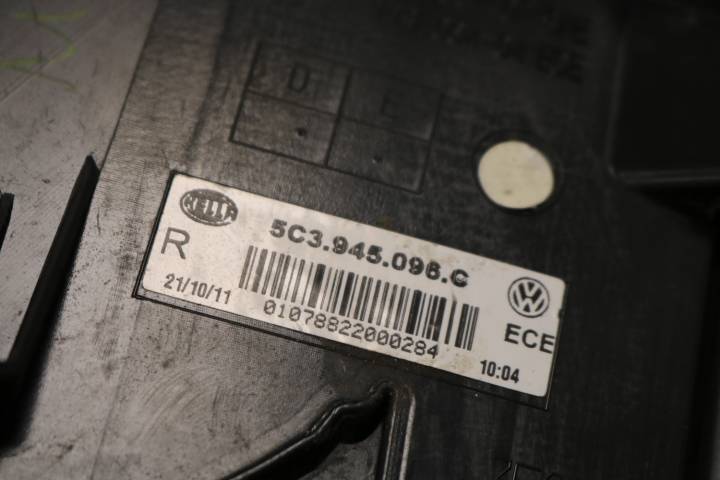 D E
HELLA
5C3.945.096.C
R
21/10/11
01078822000284
ECE
10:04